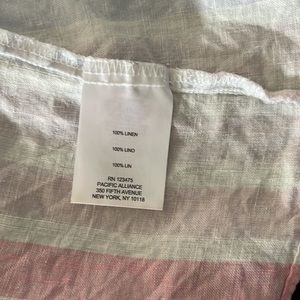 100% LINEN
100% LINO
100% LIN
RN 123475
PACIFIC ALLIANCE
350 FIFTH AVENUE
NEW YORK, NY 10118